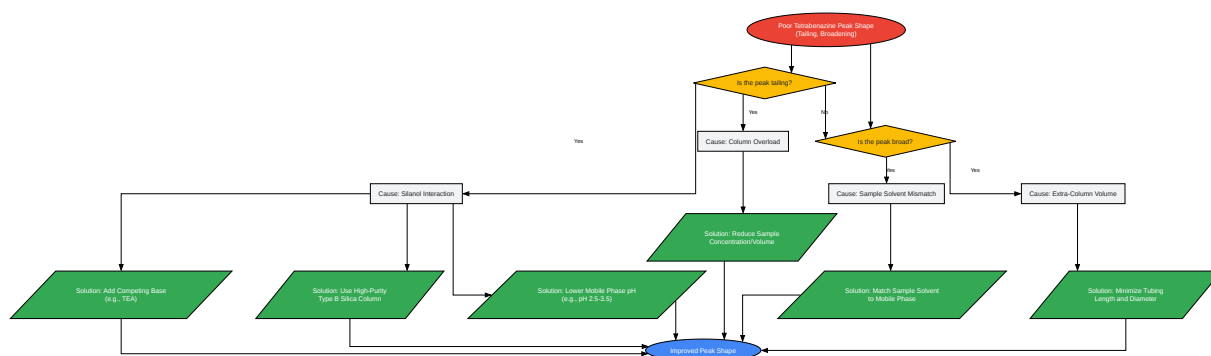 Poor Tetrabenazine Peak Shape
(Tailing, Broadening)
Is the peak tailing?
Yes
No
Yes
Cause: Column Overload
Is the peak broad?
Yes
Yes
Cause: Silanol Interaction
Cause: Sample Solvent Mismatch
Cause: Extra-Column Volume
Solution: Reduce Sample
Concentration/Volume
Solution: Add Competing Base
(e.g., TEA)
Solution: Use High-Purity
Type B Silica Column
Solution: Lower Mobile Phase pH
(e.g., pH 2.5-3.5)
Solution: Match Sample Solvent
to Mobile Phase
Solution: Minimize Tubing
Length and Diameter
Improved Peak Shape